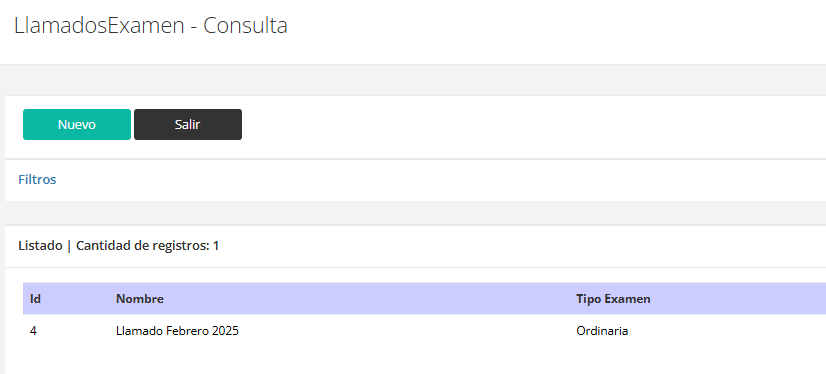 LlamadosExamen - Consulta
Nuevo Salir
Filtros
Listado | Cantidad de registros: 1
Id Nombre Tipo Examen
4 Llamado Febrero 2025 Ordinaria